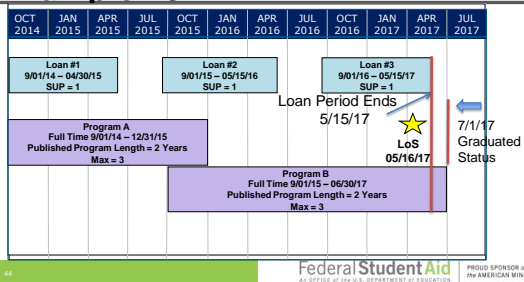 OCT 2014 JAN 2015 APR 2015 JUL 2015 OCT 2015 JAN 2016 APR 2016 JUL 2016 OCT 2016 JAN 2017 APR 2017 JUL 2017
Loan #1
9/01/14 – 04/30/15
SUP = 1
Loan #2
9/01/15 – 05/15/16
SUP = 1
Loan #3
9/01/16 – 05/15/17
SUP = 1
Loan Period Ends
5/15/17
LoS
05/16/17
7/1/17
Graduated
Status
Program A
Full Time 9/01/14 – 12/31/15
Published Program Length = 2 Years
Max = 3
Program B
Full Time 9/01/15 – 06/30/17
Published Program Length = 2 Years
Max = 3
44
Federal Student Aid
An OFFICE of the U.S. DEPARTMENT of EDUCATION
PROUD SPONSOR
the AMERICAN